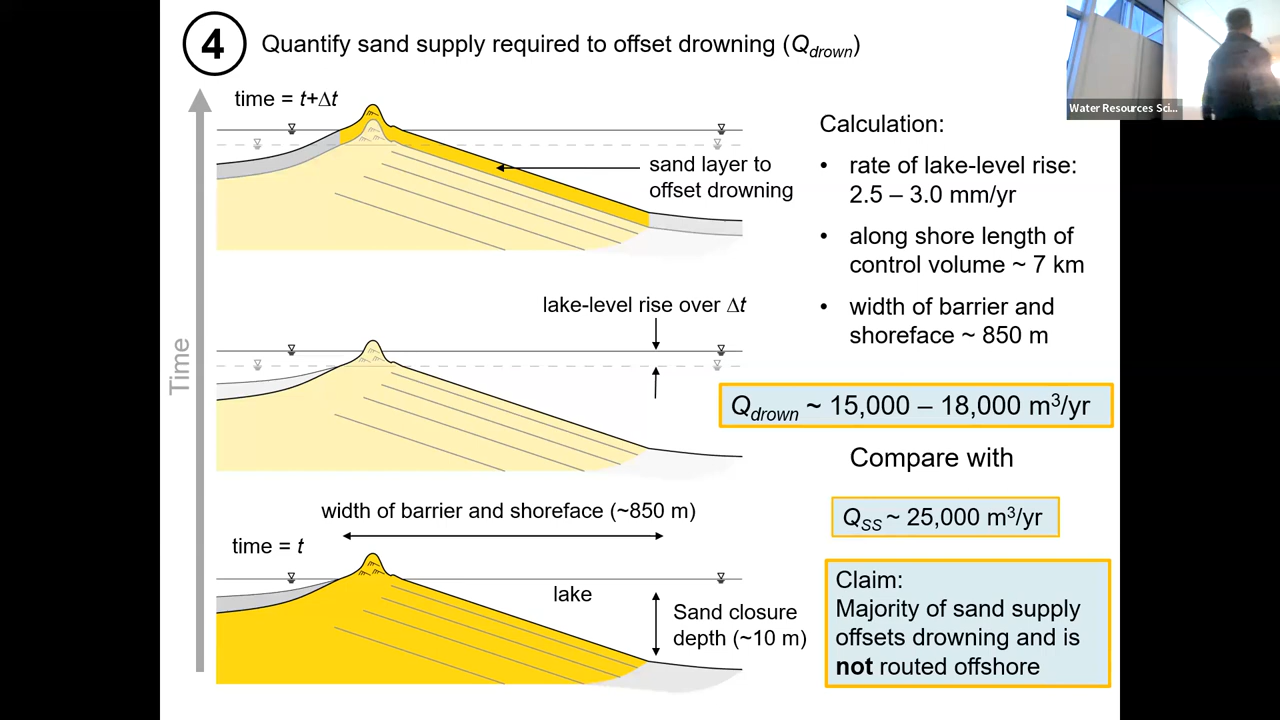 4 Quantify sand supply required to offset drowning (Qdrown)
time = t+Δt
sand layer to
offset drowning
lake-level rise over Δt
Time
width of barrier and shoreface (~850 m)
time = t
lake
Sand closure
depth (~10 m)
Water Resources Sci...
Calculation:
• rate of lake-level rise:
2.5 – 3.0 mm/yr
• along shore length of
control volume ~ 7 km
• width of barrier and
shoreface ~ 850 m
Qdrown ~ 15,000 – 18,000 m³/yr
Compare with
QSS ~ 25,000 m³/yr
Claim:
Majority of sand supply
offsets drowning and is
not routed offshore